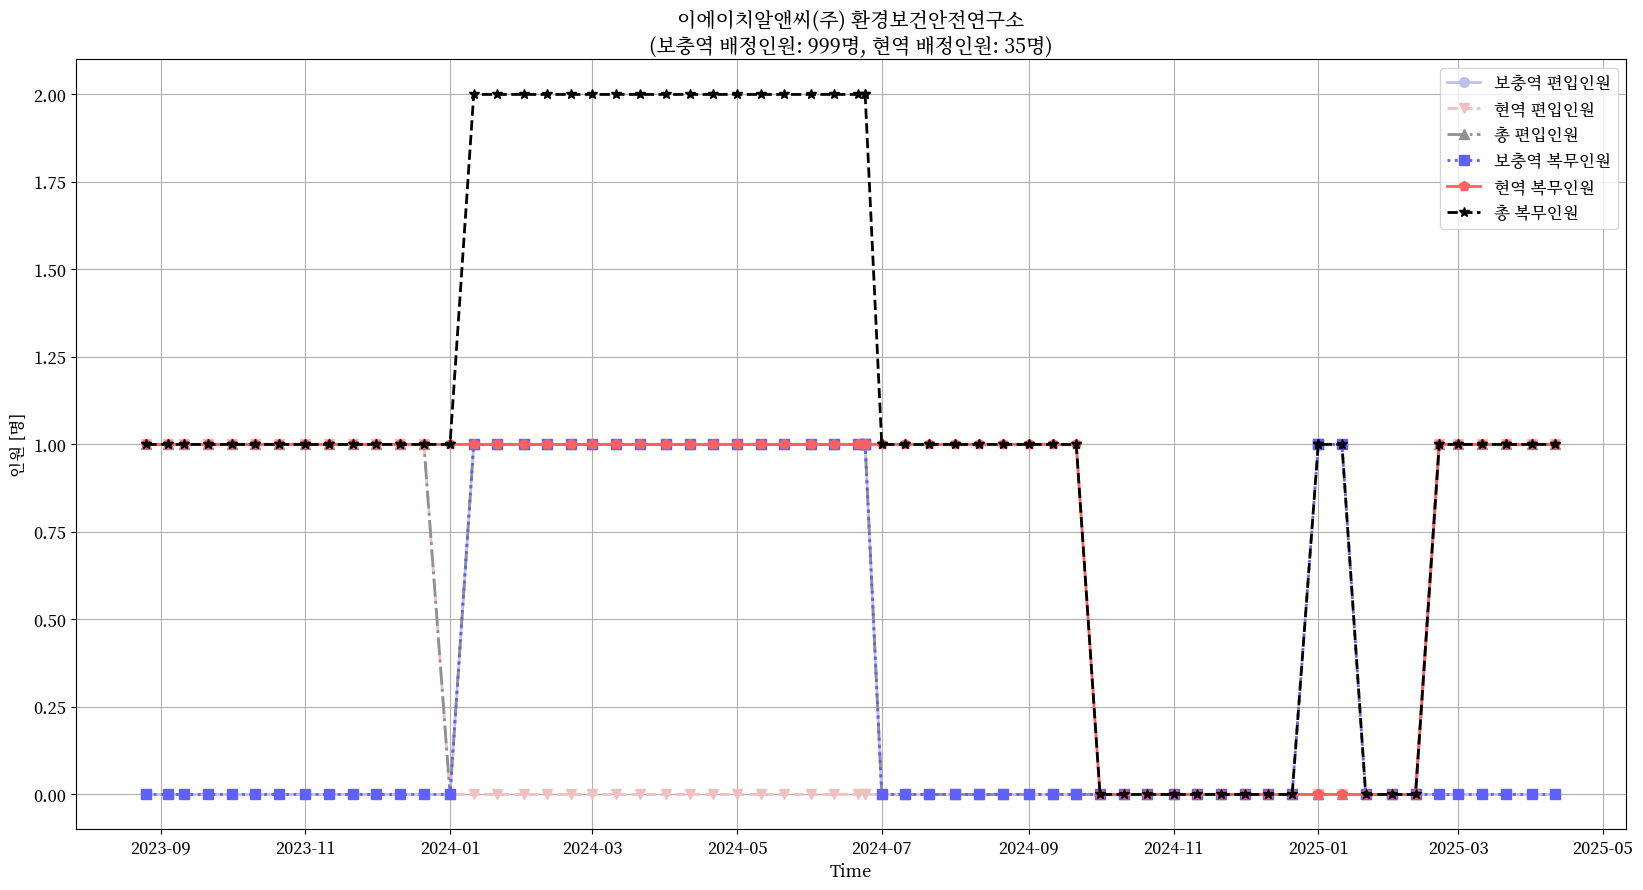 이에이치알앤씨(주) 환경보건안전연구소
(보충역 배정인원: 999명, 현역 배정인원: 35명)
보충역 편입인원
현역 편입인원
총 편입인원
보충역 복무인원
현역 복무인원
총 복무인원
인원 [명]
2.00
1.75
1.50
1.25
1.00
0.75
0.50
0.25
0.00
2023-09
2023-11
2024-01
2024-03
2024-05
2024-07
2024-09
2024-11
2025-01
2025-03
2025-05
Time